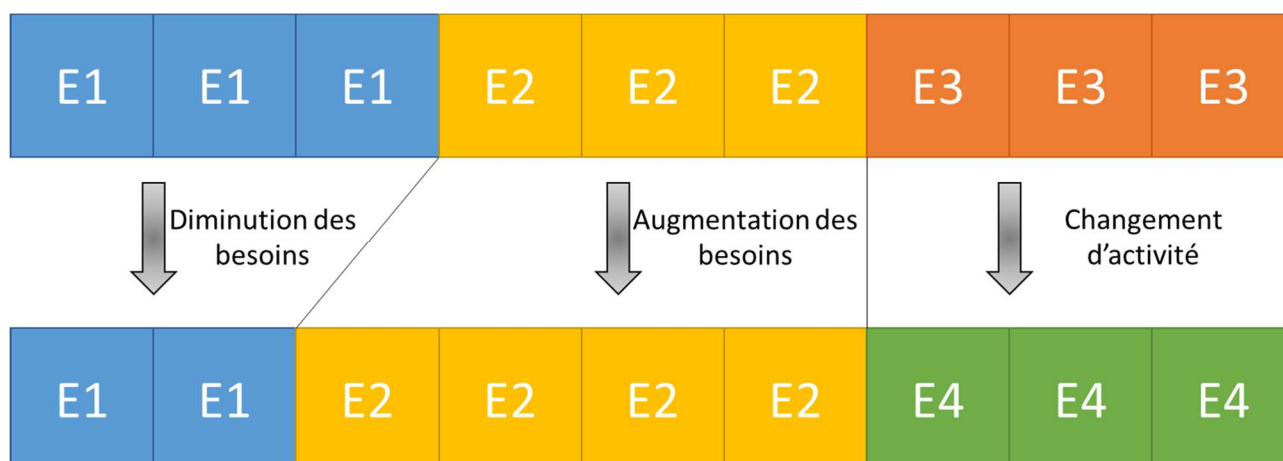 E1 E1 E1 E2 E2 E2 E3 E3 E3
Diminution des
besoins
Augmentation des
besoins
Changement
d’activité
E1 E1 E2 E2 E2 E2 E4 E4 E4